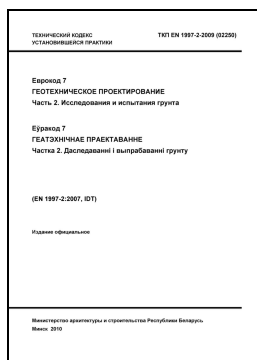 ТЕХНИЧЕСКИЙ КОДЕКС ТКП EN 1997-2-2009 (02250)
УСТАНОВИВШЕЙСЯ ПРАКТИКИ
Еврокод 7
ГЕОТЕХНИЧЕСКОЕ ПРОЕКТИРОВАНИЕ
Часть 2. Исследования и испытания грунта
Еўракод 7
ГЕАТЭХНІЧНАЕ ПРАЕКТАВАННЕ
Частка 2. Даследаванні і выпрабаванні грунту
(EN 1997-2:2007, IDT)
Издание официальное
Министерство архитектуры и строительства Республики Беларусь
Минск 2010